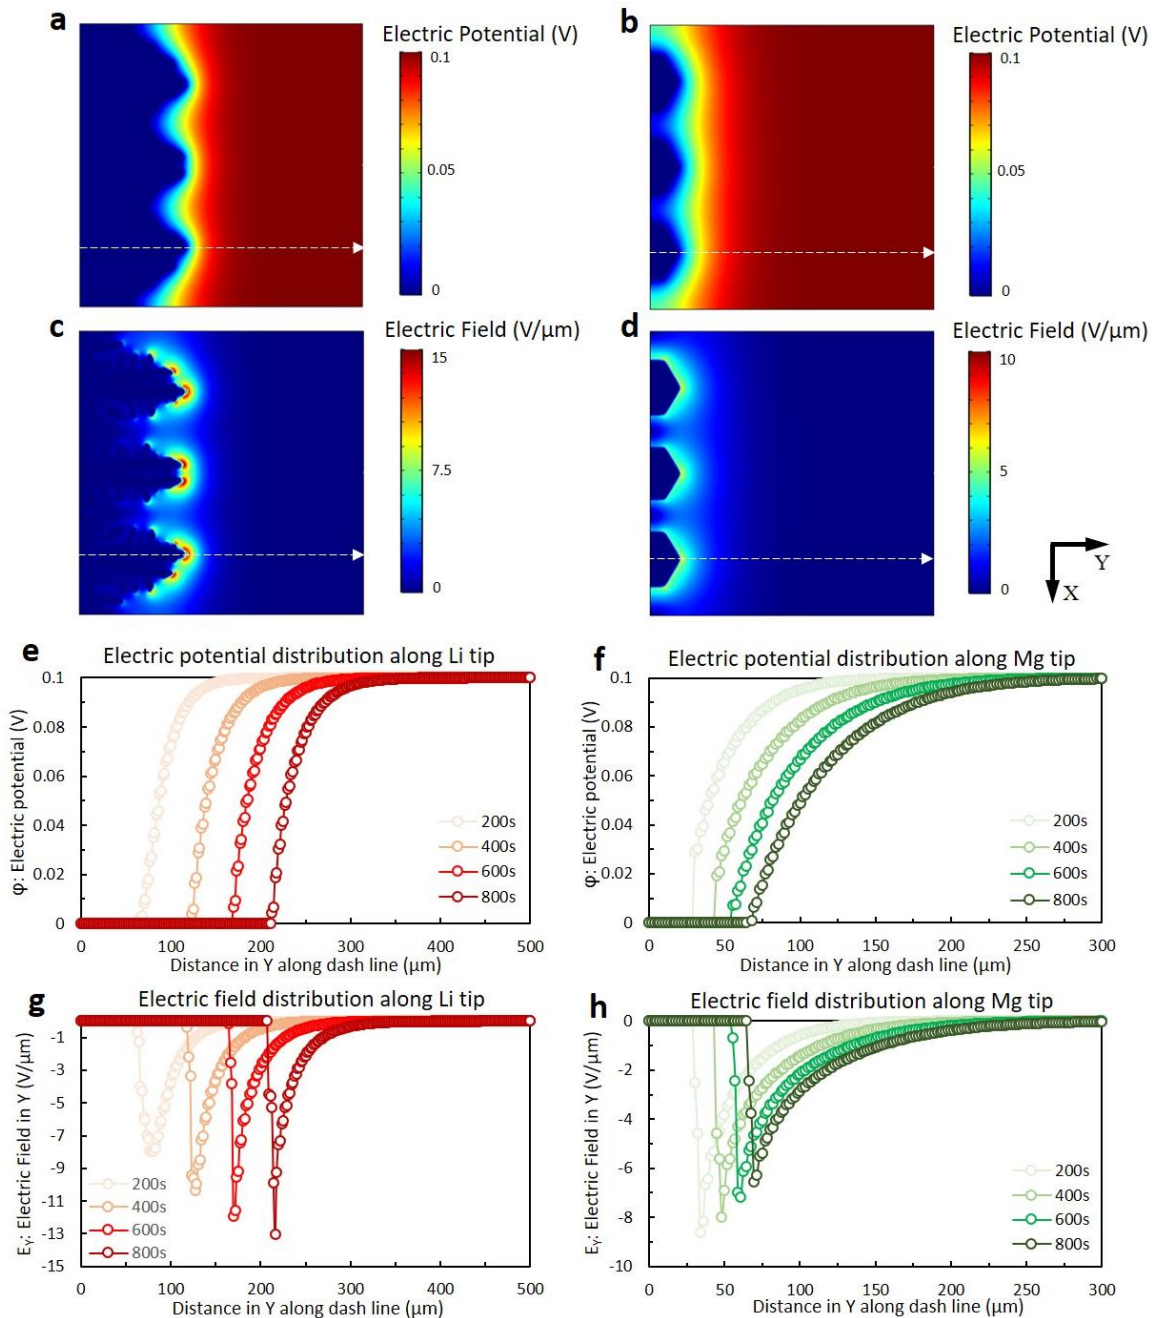 a
Electric Potential (V)
0.1
0.05
0
b
Electric Potential (V)
0.1
0.05
0
c
Electric Field (V/µm)
15
7.5
0
d
Electric Field (V/µm)
10
5
0
Y
X
e
Electric potential distribution along Li tip
φ: Electric potential (V)
0.1
0.08
0.06
0.04
0.02
0
200s
400s
600s
800s
0 100 200 300 400 500
Distance in Y along dash line (µm)
f
Electric potential distribution along Mg tip
φ: Electric potential (V)
0.1
0.08
0.06
0.04
0.02
0
200s
400s
600s
800s
0 50 100 150 200 250 300
Distance in Y along dash line (µm)
g
Electric field distribution along Li tip
EY: Electric Field in Y (V/µm)
-1
-3
-5
-7
-9
-11
-13
-15
200s
400s
600s
800s
0 100 200 300 400 500
Distance in Y along dash line (µm)
h
Electric field distribution along Mg tip
EY: Electric Field in Y (V/µm)
0
-2
-4
-6
-8
-10
200s
400s
600s
800s
0 50 100 150 200 250 300
Distance in Y along dash line (µm)